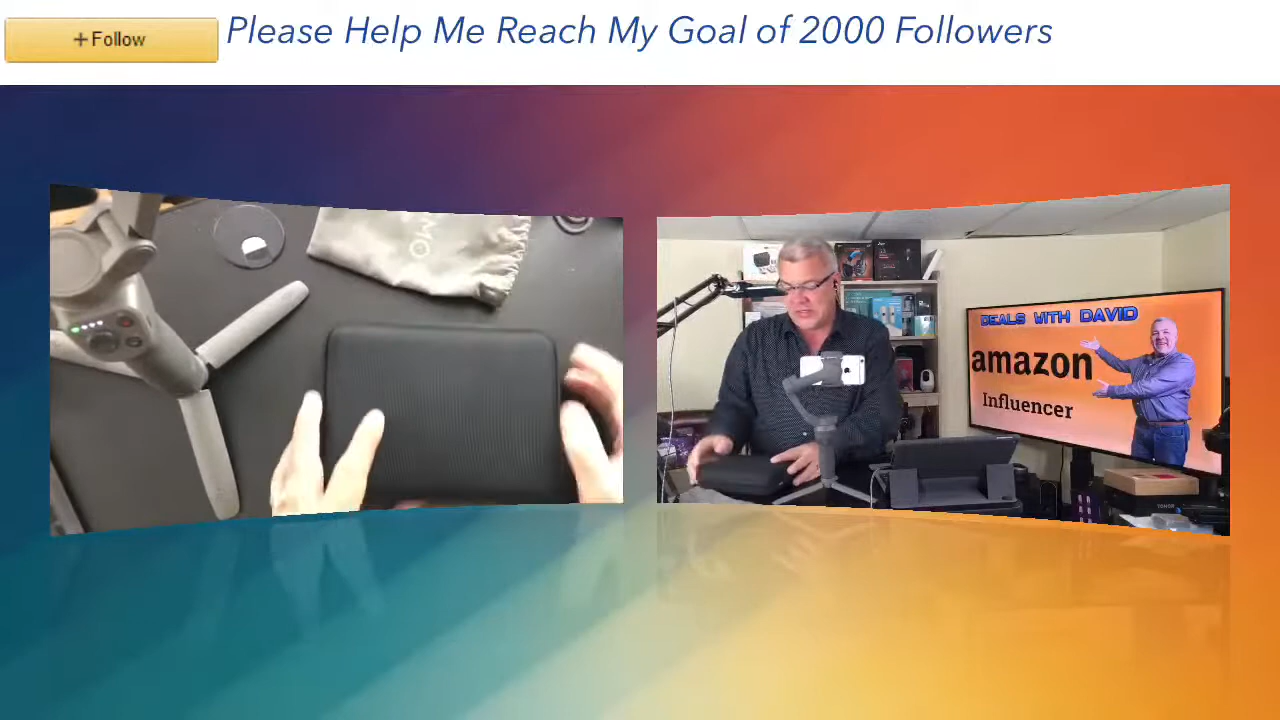 +Follow
Please Help Me Reach My Goal of 2000 Followers
DEALS WITH DAVID
amazon
Influencer